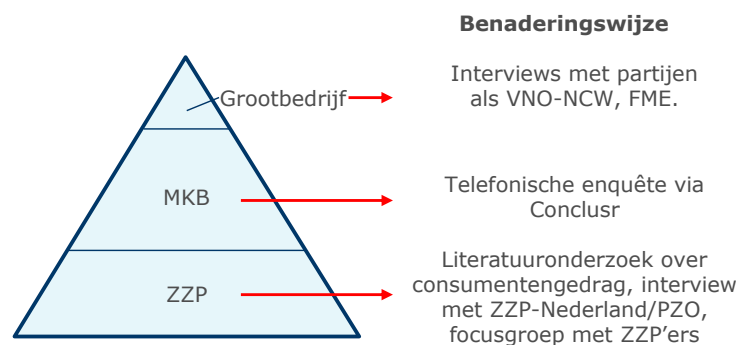 Benaderingswijze
Grootbedrijf
Interviews met partijen
als VNO-NCW, FME.
MKB
Telefonische enquête via
Conclusr
ZZP
Literatuuronderzoek over
consumentengedrag, interview
met ZZP-Nederland/PZO,
focusgroep met ZZP’ers